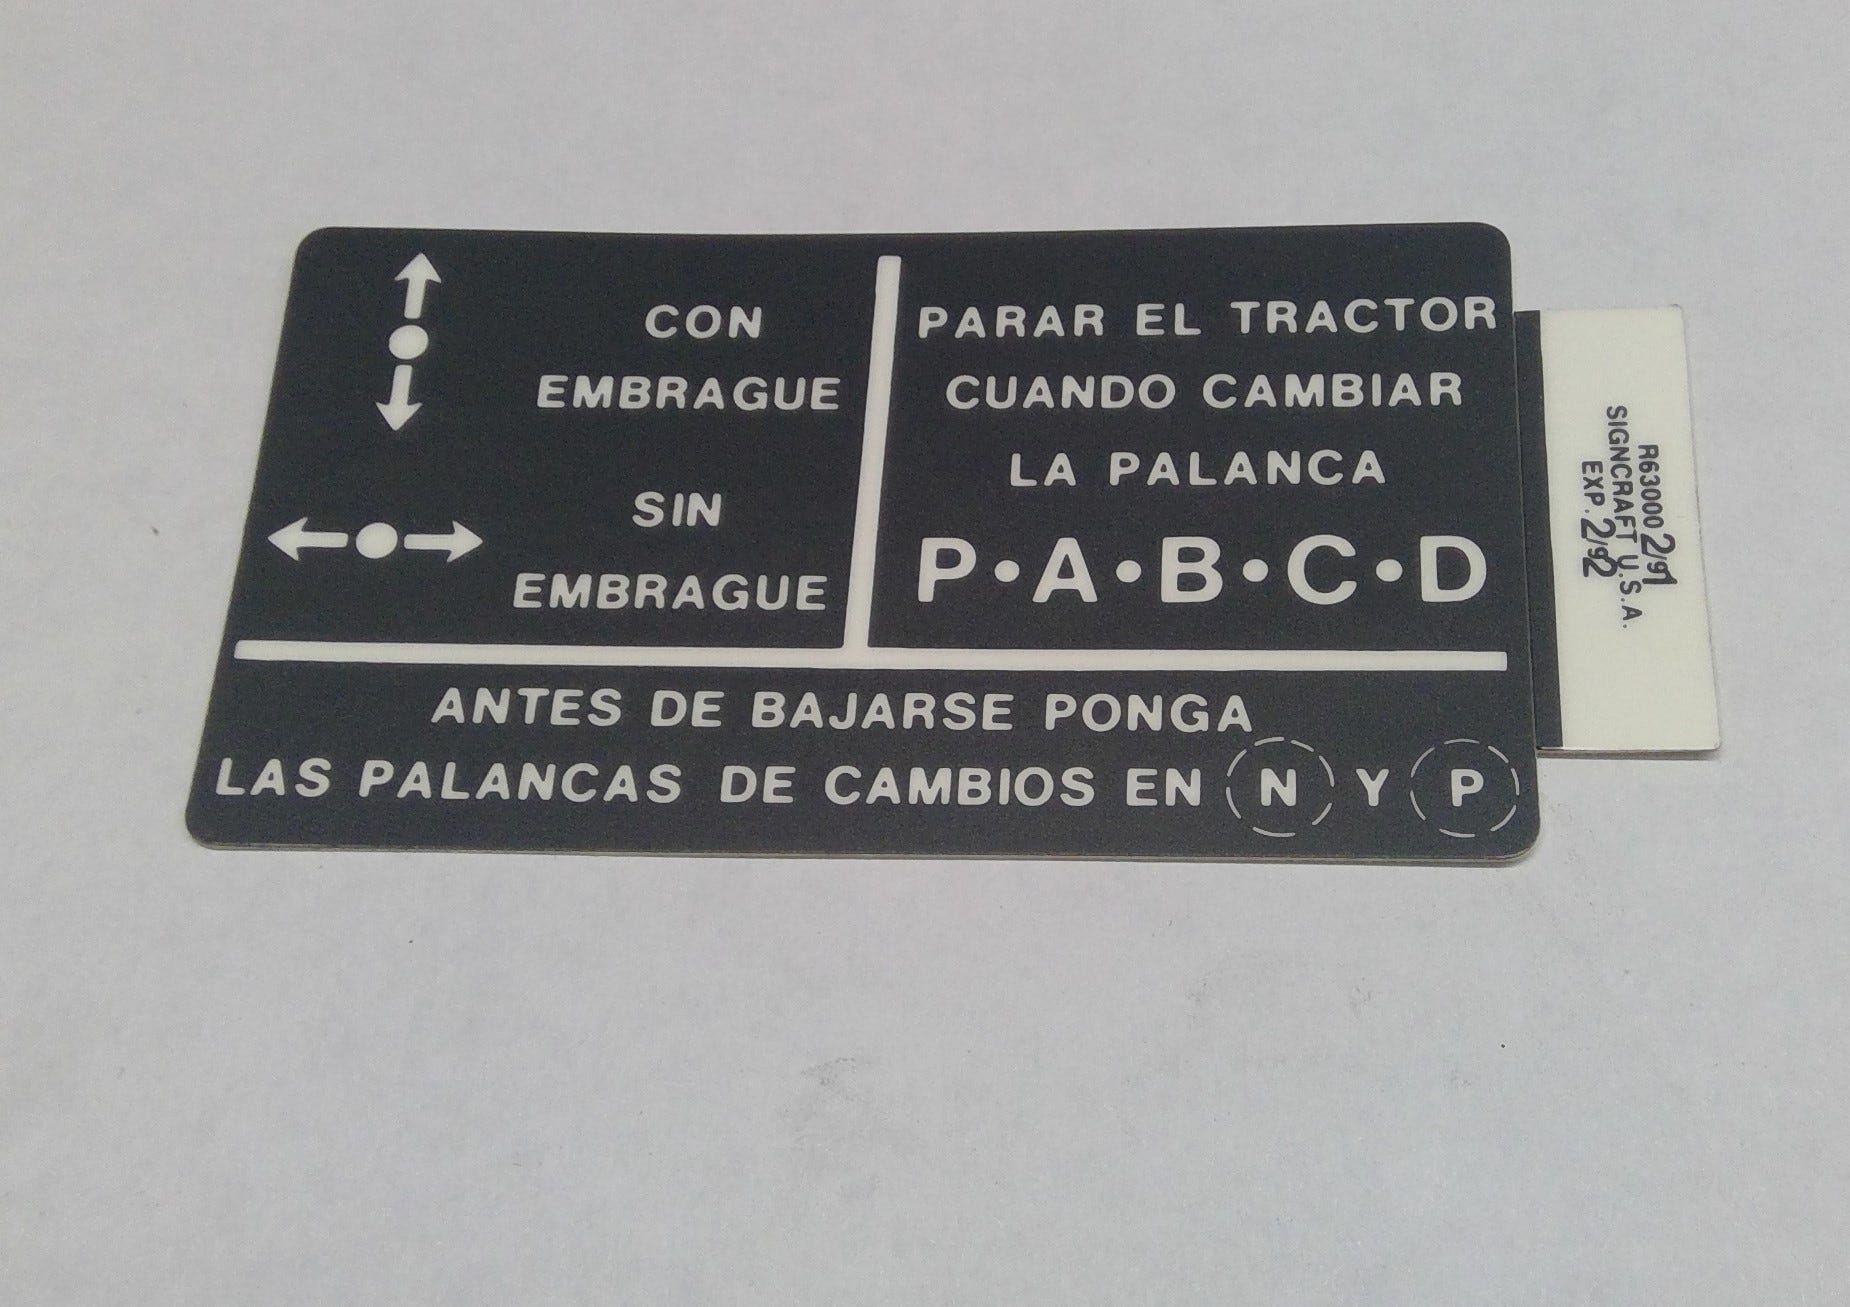 CON
EMBRAGUE
SIN
EMBRAGUE
PARAR EL TRACTOR
CUANDO CAMBIAR
LA PALANCA
P•A•B•C•D
ANTES DE BAJARSE PONGA
LAS PALANCAS DE CAMBIOS EN N Y P
R63000 2/91
SIGNCRAFT U.S.A.
EXP. 2/92